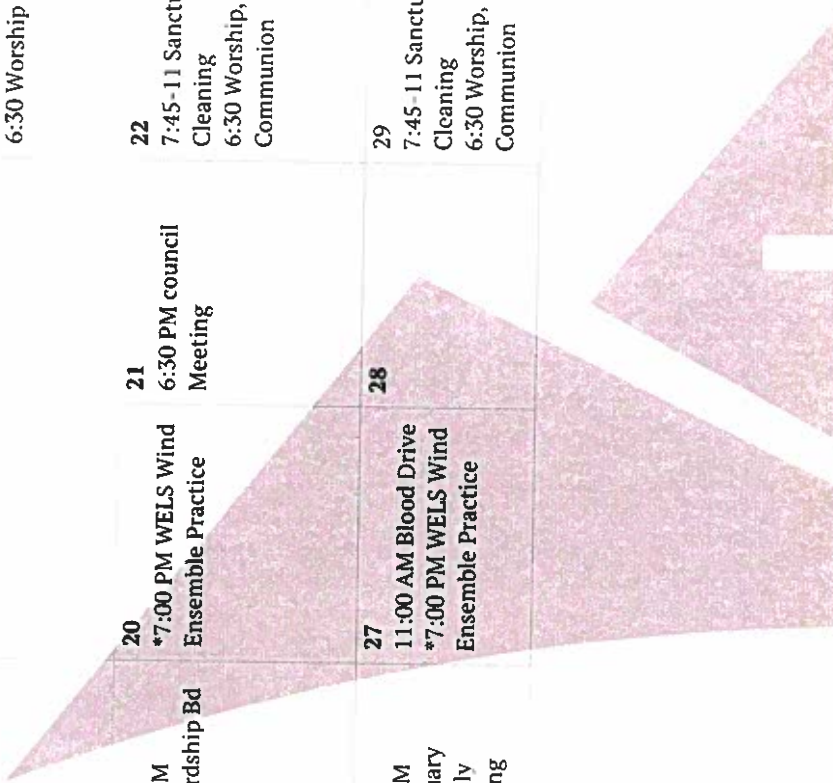 6:30 Worship
M
rdship Bd
20
*7:00 PM WELS Wind
Ensemble Practice
21
6:30 PM council
Meeting
22
7:45-11 Sanctu
Cleaning
6:30 Worship,
Communion
M
ary
ly
ng
27
11:00 AM Blood Drive
*7:00 PM WELS Wind
Ensemble Practice
28
29
7:45-11 Sanctu
Cleaning
6:30 Worship,
Communion